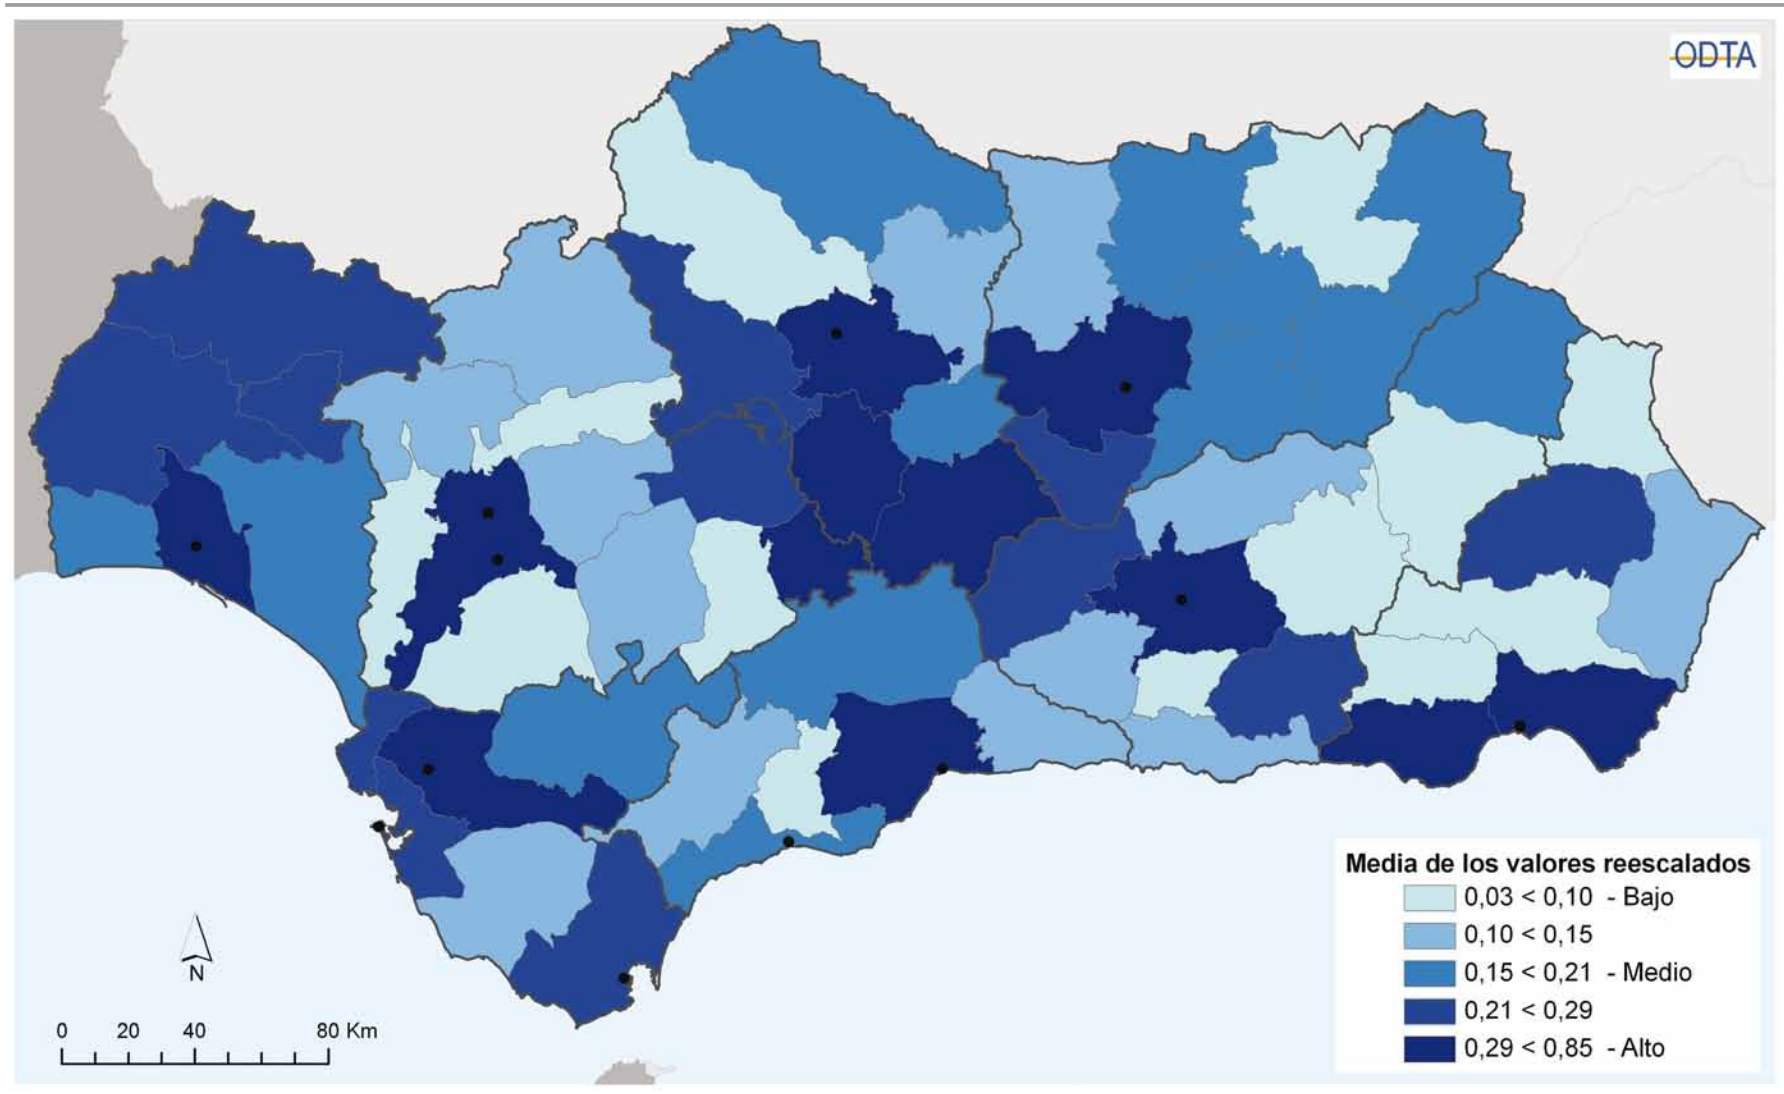 ODTA
Media de los valores reescalados
0,03 < 0,10 - Bajo
0,10 < 0,15
0,15 < 0,21 - Medio
0,21 < 0,29
0,29 < 0,85 - Alto
N
0 20 40 80 Km